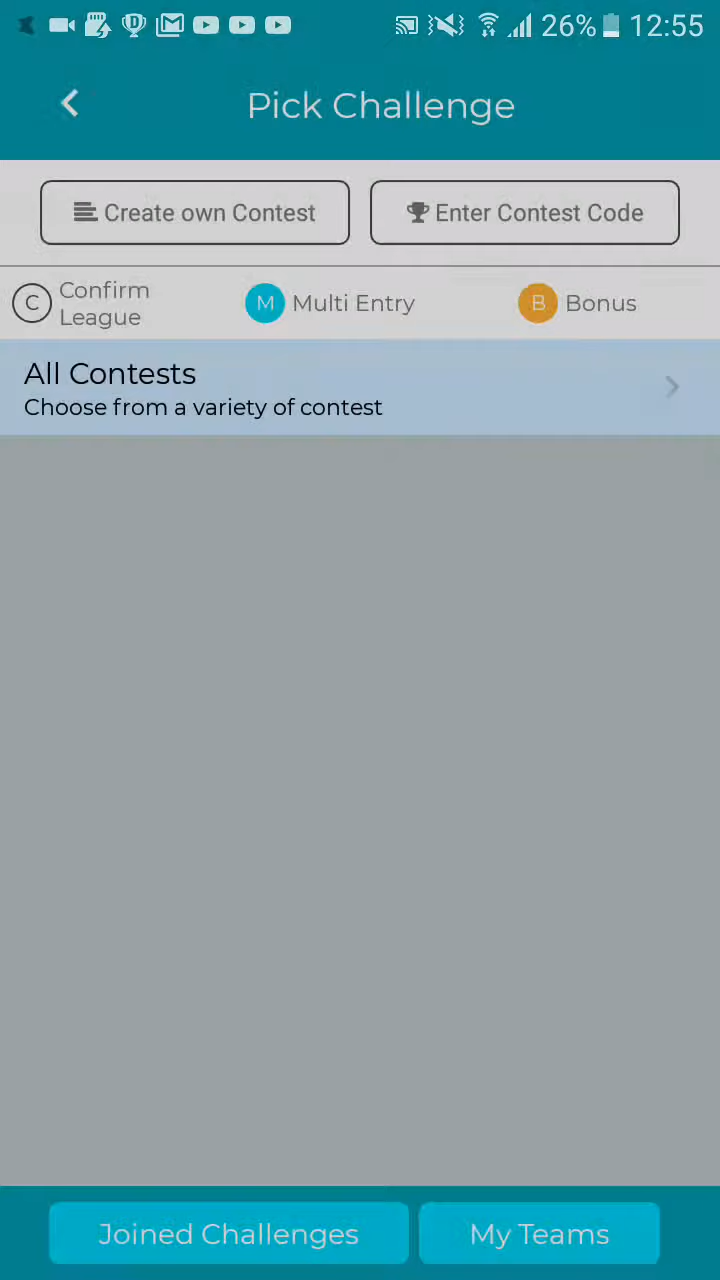 26% 12:55
Pick Challenge
Create own Contest
Enter Contest Code
C Confirm League
M Multi Entry
B Bonus
All Contests
Choose from a variety of contest
Joined Challenges
My Teams